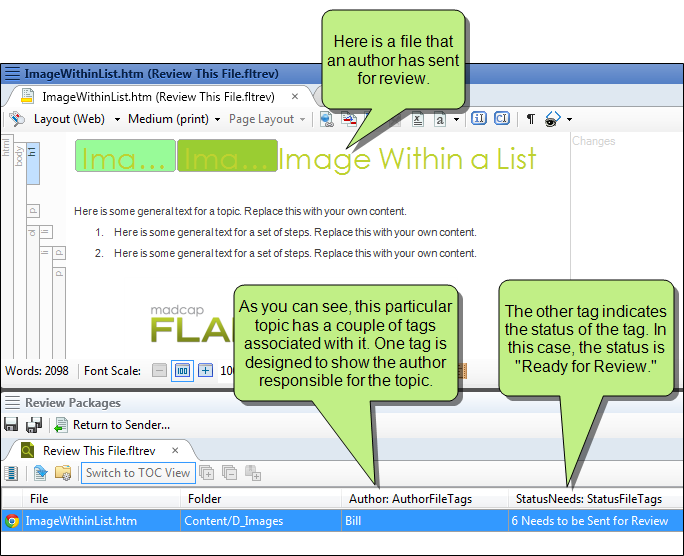 Here is a file that
an author has sent
for review.
ImageWithinList.htm (Review This File.fltrev)
ImageWithinList.htm (Review This File.fltrev) ×
Layout (Web) Medium (print) Page Layout
html
body
h1
Ima... Ima... Image Within a List
Changes
p
Here is some general text for a topic. Replace this with your own content.
ol
li
p
1. Here is some general text for a set of steps. Replace this with your own content.
li
p
2. Here is some general text for a set of steps. Replace this with your own content.
madcap
FLA
As you can see, this particular
topic has a couple of tags
associated with it. One tag is
designed to show the author
responsible for the topic.
The other tag indicates
the status of the tag. In
this case, the status is
"Ready for Review."
Words: 2098 Font Scale: 100
Review Packages
Return to Sender...
Review This File.fltrev ×
Switch to TOC View
File Folder Author: AuthorFileTags StatusNeeds: StatusFileTags
ImageWithinList.htm Content/D_Images Bill 6 Needs to be Sent for Review